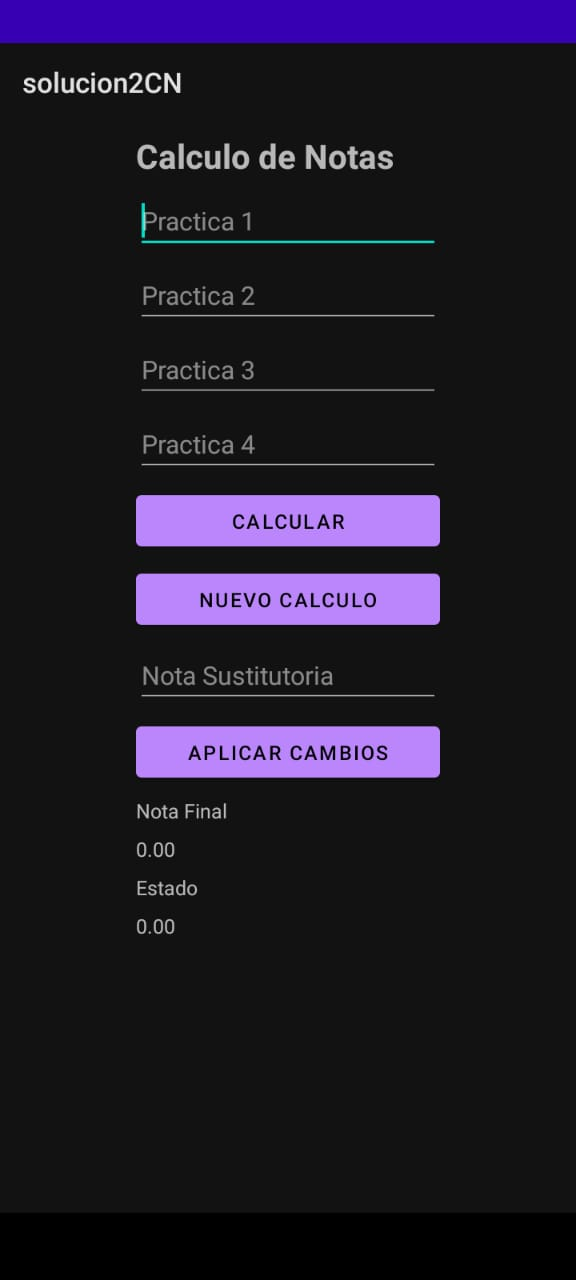 solucion2CN
Calculo de Notas
Practica 1
Practica 2
Practica 3
Practica 4
CALCULAR
NUEVO CALCULO
Nota Sustitutoria
APLICAR CAMBIOS
Nota Final
0.00
Estado
0.00